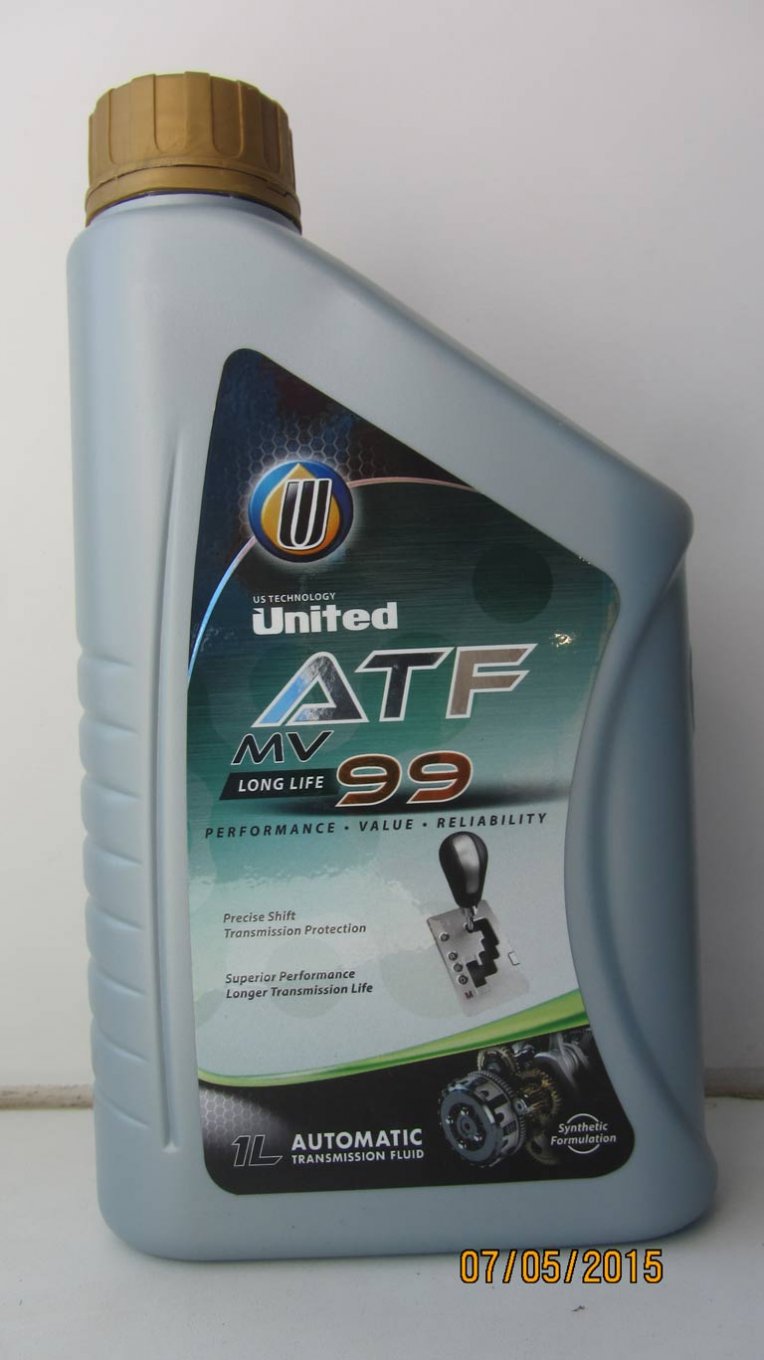 U
US TECHNOLOGY
United
ATF
MV
LONG LIFE 99
PERFORMANCE • VALUE • RELIABILITY
Precise Shift
Transmission Protection
Superior Performance
Longer Transmission Life
M
1L AUTOMATIC
TRANSMISSION FLUID
Synthetic
Formulation
07/05/2015